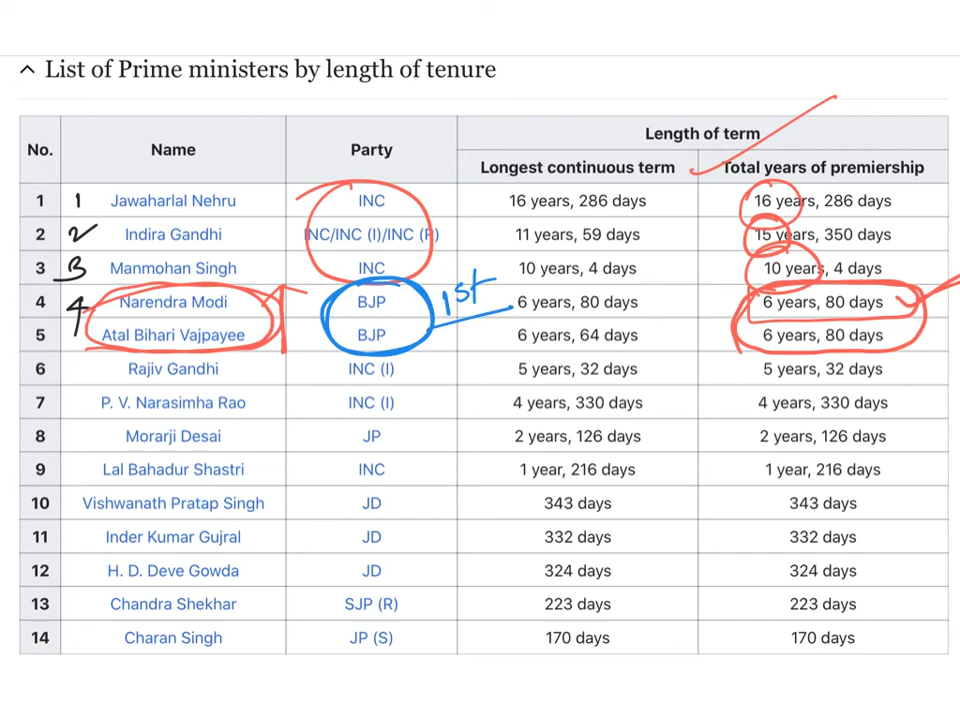 ^ List of Prime ministers by length of tenure
No. Name Party Length of term
Longest continuous term Total years of premiership
1 1 Jawaharlal Nehru INC 16 years, 286 days 16 years, 286 days
2 2 Indira Gandhi INC/INC (I)/INC (R) 11 years, 59 days 15 years, 350 days
3 3 Manmohan Singh INC 10 years, 4 days 10 years, 4 days
4 4 Narendra Modi BJP 1st 6 years, 80 days 6 years, 80 days
5 Atal Bihari Vajpayee BJP 6 years, 64 days 6 years, 80 days
6 Rajiv Gandhi INC (I) 5 years, 32 days 5 years, 32 days
7 P. V. Narasimha Rao INC (I) 4 years, 330 days 4 years, 330 days
8 Morarji Desai JP 2 years, 126 days 2 years, 126 days
9 Lal Bahadur Shastri INC 1 year, 216 days 1 year, 216 days
10 Vishwanath Pratap Singh JD 343 days 343 days
11 Inder Kumar Gujral JD 332 days 332 days
12 H. D. Deve Gowda JD 324 days 324 days
13 Chandra Shekhar SJP (R) 223 days 223 days
14 Charan Singh JP (S) 170 days 170 days